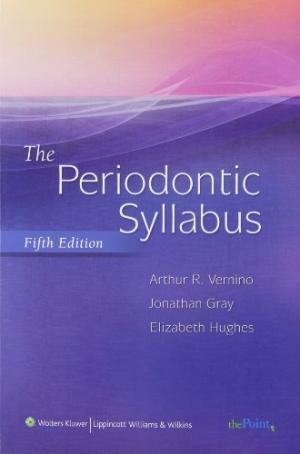 The
Periodontic
Syllabus
Fifth Edition
Arthur R. Vernino
Jonathan Gray
Elizabeth Hughes
Wolters Kluwer | Lippincott Williams & Wilkins
thePoint